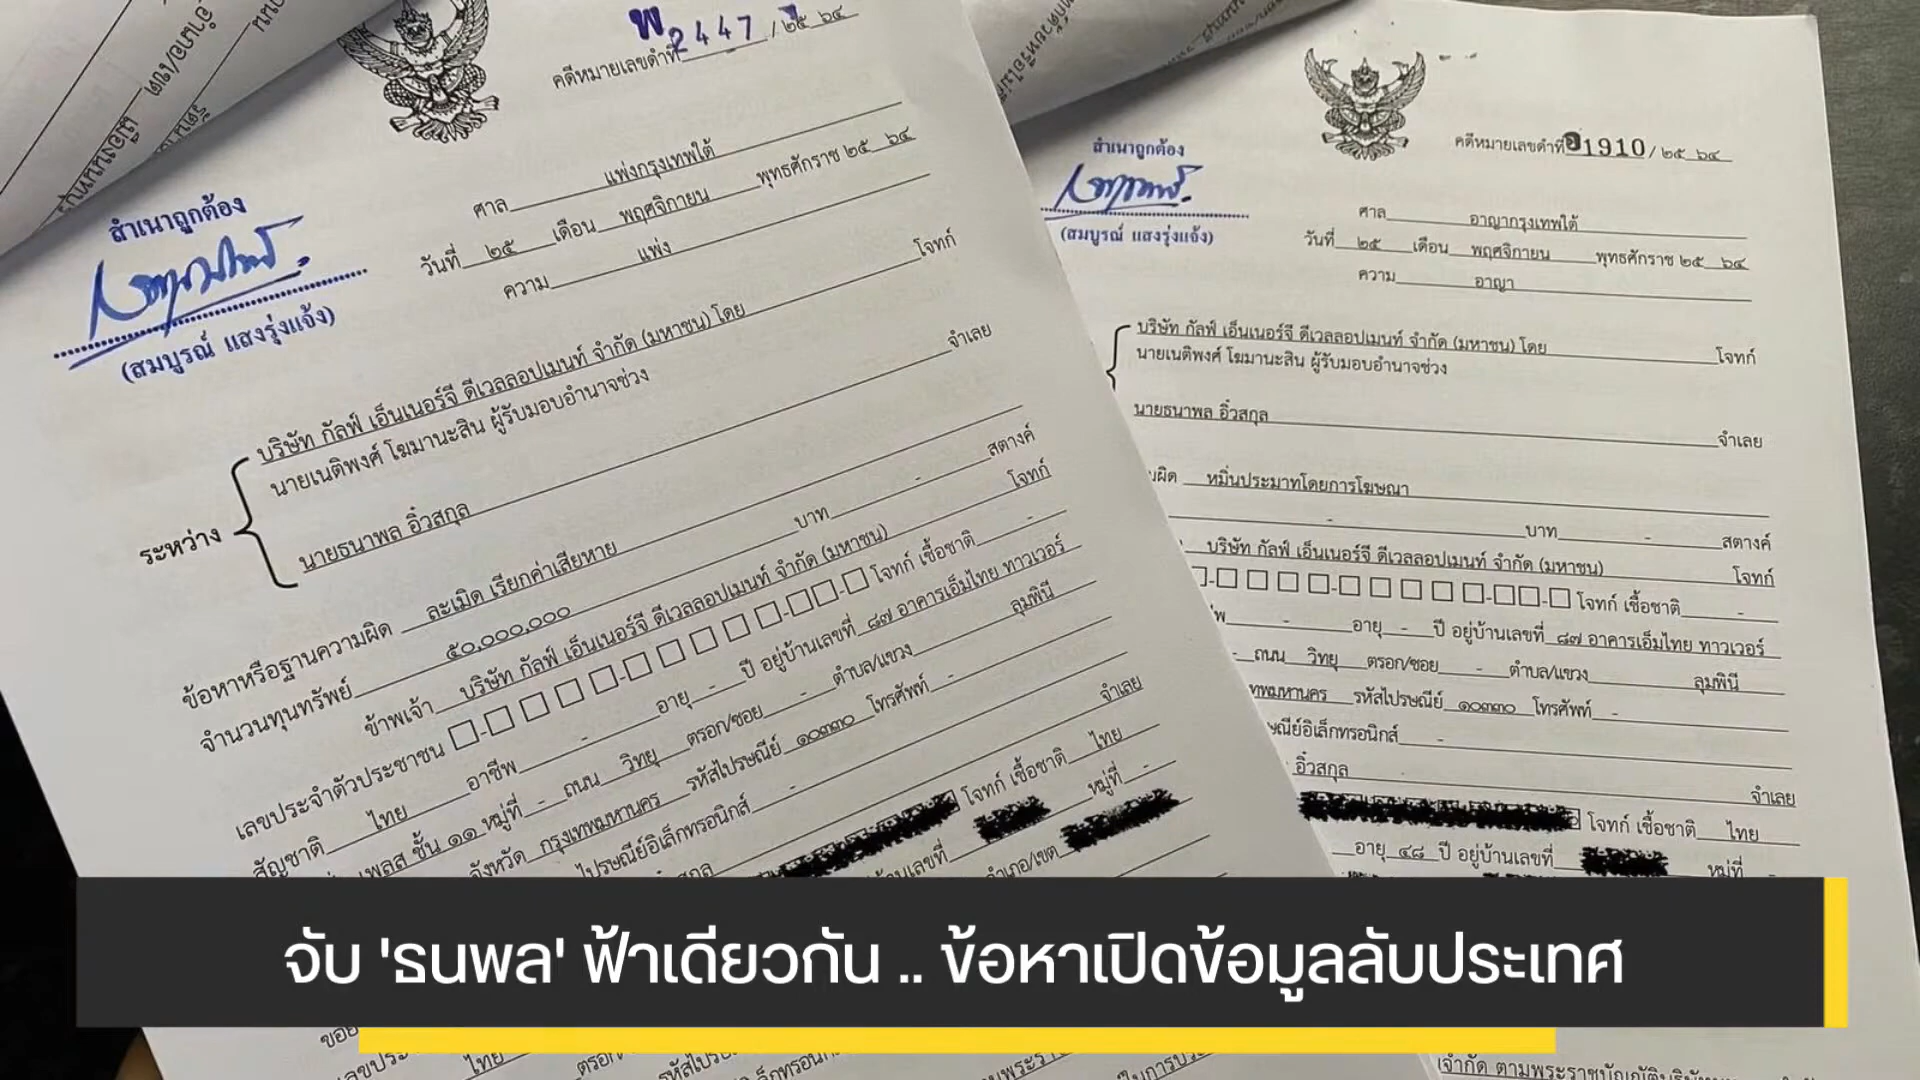 พ 2447 / ๒๕ ๖๔
คดีหมายเลขดำที่
สำเนาถูกต้อง
(สมบูรณ์ แสงรุ่งแจ้ง)
ศาล แพ่งกรุงเทพใต้
วันที่ ๒๕ เดือน พฤศจิกายน พุทธศักราช ๒๕ ๖๔
ความ แพ่ง
บริษัท กัลฟ์ เอ็นเนอร์จี ดีเวลลอปเมนท์ จำกัด (มหาชน) โดย โจทก์
นายเนติพงศ์ โฆมานะสิน ผู้รับมอบอำนาจช่วง
ระหว่าง
นายธนาพล อิ๋วสกุล จำเลย
ข้อหาหรือฐานความผิด ละเมิด เรียกค่าเสียหาย
จำนวนทุนทรัพย์ ๕๐,๐๐๐,๐๐๐ บาท - สตางค์
ข้าพเจ้า บริษัท กัลฟ์ เอ็นเนอร์จี ดีเวลลอปเมนท์ จำกัด (มหาชน) โจทก์
เลขประจำตัวประชาชน โจทก์ เชื้อชาติ -
สัญชาติ ไทย อาชีพ - อายุ - ปี อยู่บ้านเลขที่ ๘๗ อาคารเอ็มไทย ทาวเวอร์
เพลส ชั้น ๑๑ หมู่ที่ - ถนน วิทยุ ตรอก/ซอย - ตำบล/แขวง ลุมพินี
จังหวัด กรุงเทพมหานคร รหัสไปรษณีย์ ๑๐๓๓๐ โทรศัพท์ -
ไปรษณีย์อิเล็กทรอนิกส์ -
สกุล จำเลย
โจทก์ เชื้อชาติ ไทย
บ้านเลขที่ หมู่ที่ -
อำเภอ/เขต
คดีหมายเลขดำที่ อ1910 / ๒๕ ๖๔
สำเนาถูกต้อง
(สมบูรณ์ แสงรุ่งแจ้ง)
ศาล อาญากรุงเทพใต้
วันที่ ๒๕ เดือน พฤศจิกายน พุทธศักราช ๒๕ ๖๔
ความ อาญา
บริษัท กัลฟ์ เอ็นเนอร์จี ดีเวลลอปเมนท์ จำกัด (มหาชน) โดย โจทก์
นายเนติพงศ์ โฆมานะสิน ผู้รับมอบอำนาจช่วง
นายธนาพล อิ๋วสกุล จำเลย
ผิด หมิ่นประมาทโดยการโฆษณา
- บาท - สตางค์
บริษัท กัลฟ์ เอ็นเนอร์จี ดีเวลลอปเมนท์ จำกัด (มหาชน) โจทก์
โจทก์ เชื้อชาติ -
- อายุ - ปี อยู่บ้านเลขที่ ๘๗ อาคารเอ็มไทย ทาวเวอร์
- ถนน วิทยุ ตรอก/ซอย - ตำบล/แขวง ลุมพินี
เทพมหานคร รหัสไปรษณีย์ ๑๐๓๓๐ โทรศัพท์ -
ษณีย์อิเล็กทรอนิกส์ -
อิ๋วสกุล จำเลย
โจทก์ เชื้อชาติ ไทย
อายุ ๔๘ ปี อยู่บ้านเลขที่ หมู่ที่ -
จับ 'ธนพล' ฟ้าเดียวกัน .. ข้อหาเปิดข้อมูลลับประเทศ